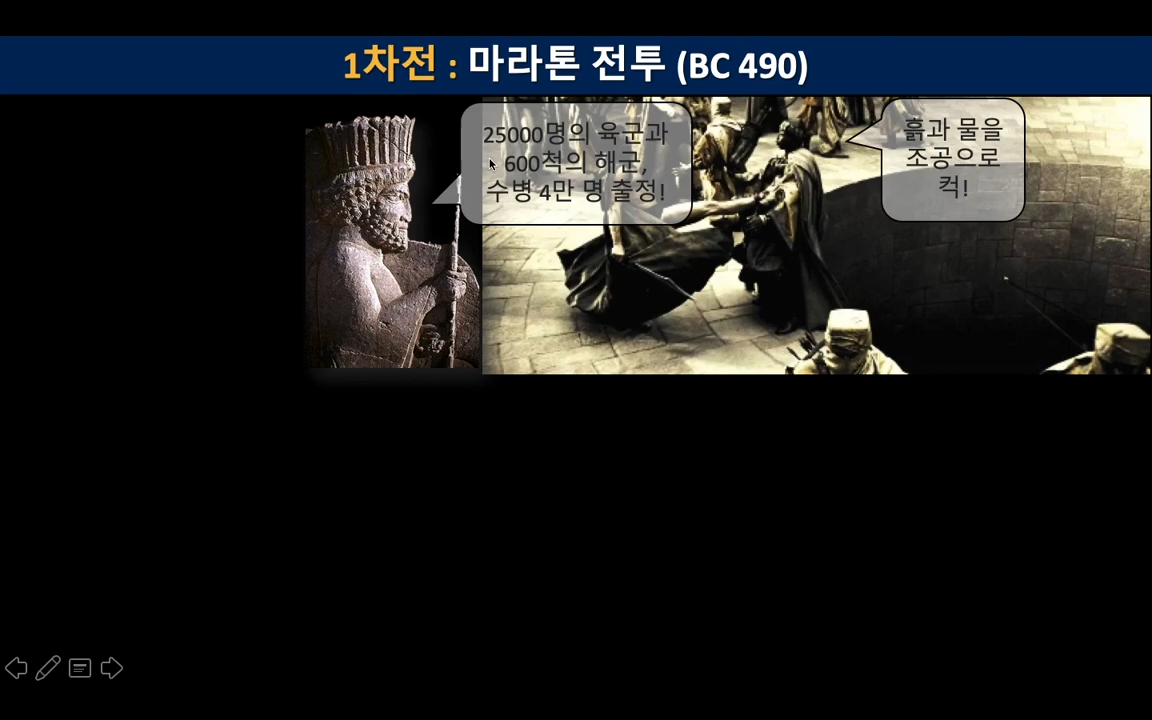 1차전 : 마라톤 전투 (BC 490)
25000명의 육군과
600척의 해군,
수병 4만 명 출정!
흙과 물을
조공으로
컥!